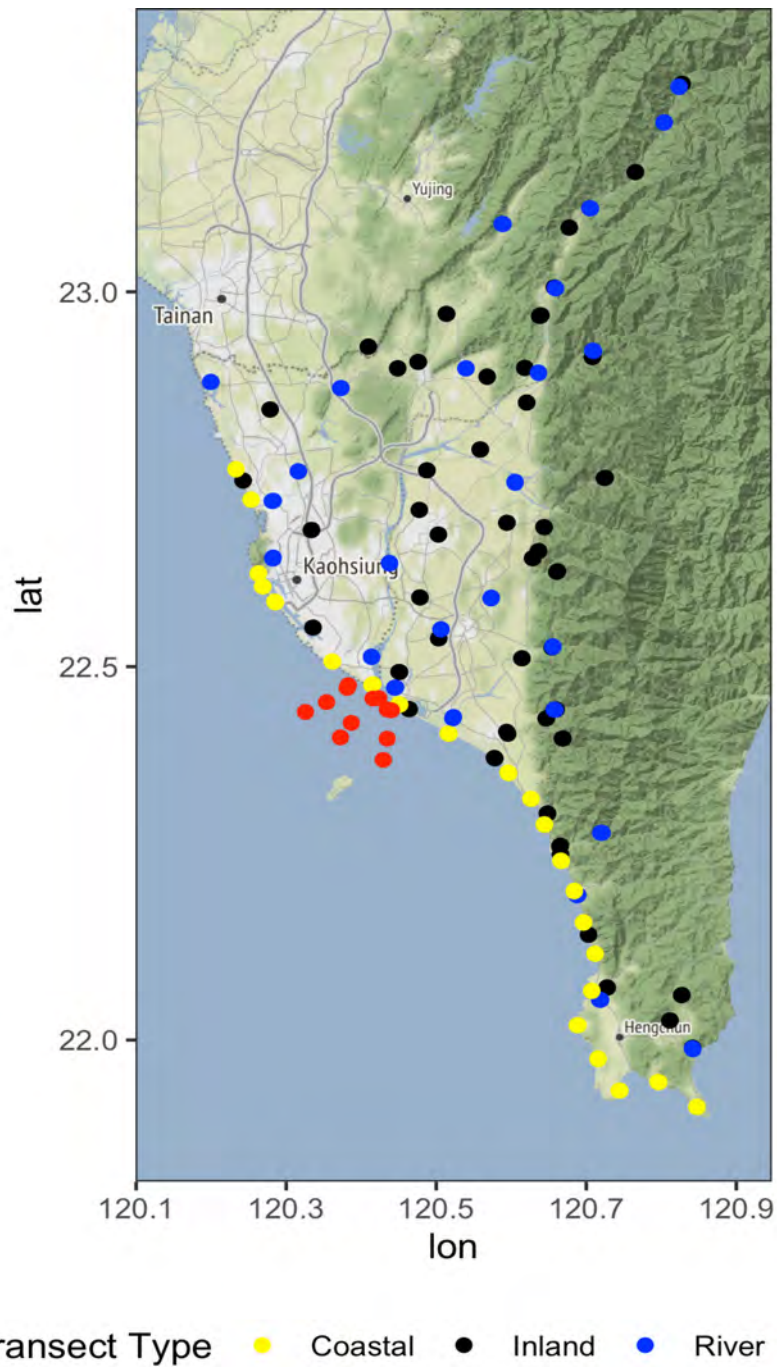 Yujing
23.0
Tainan
Kaohsiung
22.5
lat
22.0
Hengchun
120.1 120.3 120.5 120.7 120.9
lon
ransect Type Coastal Inland River